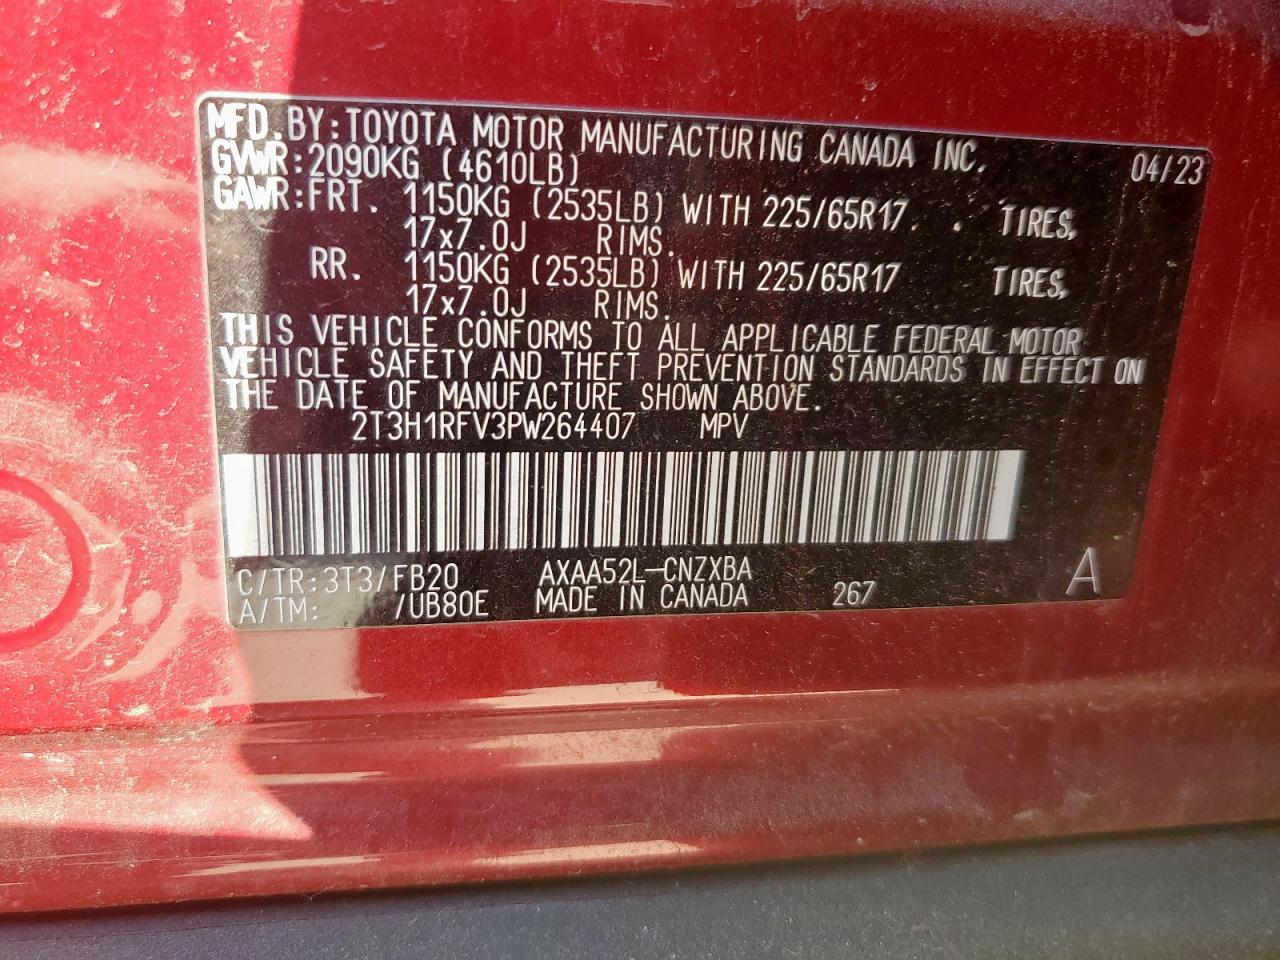 MFD.BY:TOYOTA MOTOR MANUFACTURING CANADA INC. 04/23
GVWR:2090KG (4610LB)
GAWR:FRT. 1150KG (2535LB) WITH 225/65R17. . TIRES,
17x7.0J RIMS.
RR. 1150KG (2535LB) WITH 225/65R17 TIRES,
17x7.0J RIMS.
THIS VEHICLE CONFORMS TO ALL APPLICABLE FEDERAL MOTOR
VEHICLE SAFETY AND THEFT PREVENTION STANDARDS IN EFFECT ON
THE DATE OF MANUFACTURE SHOWN ABOVE.
2T3H1RFV3PW264407 MPV
C/TR:3T3/FB20 AXAA52L-CNZXBA A
A/TM: /UB80E MADE IN CANADA 267